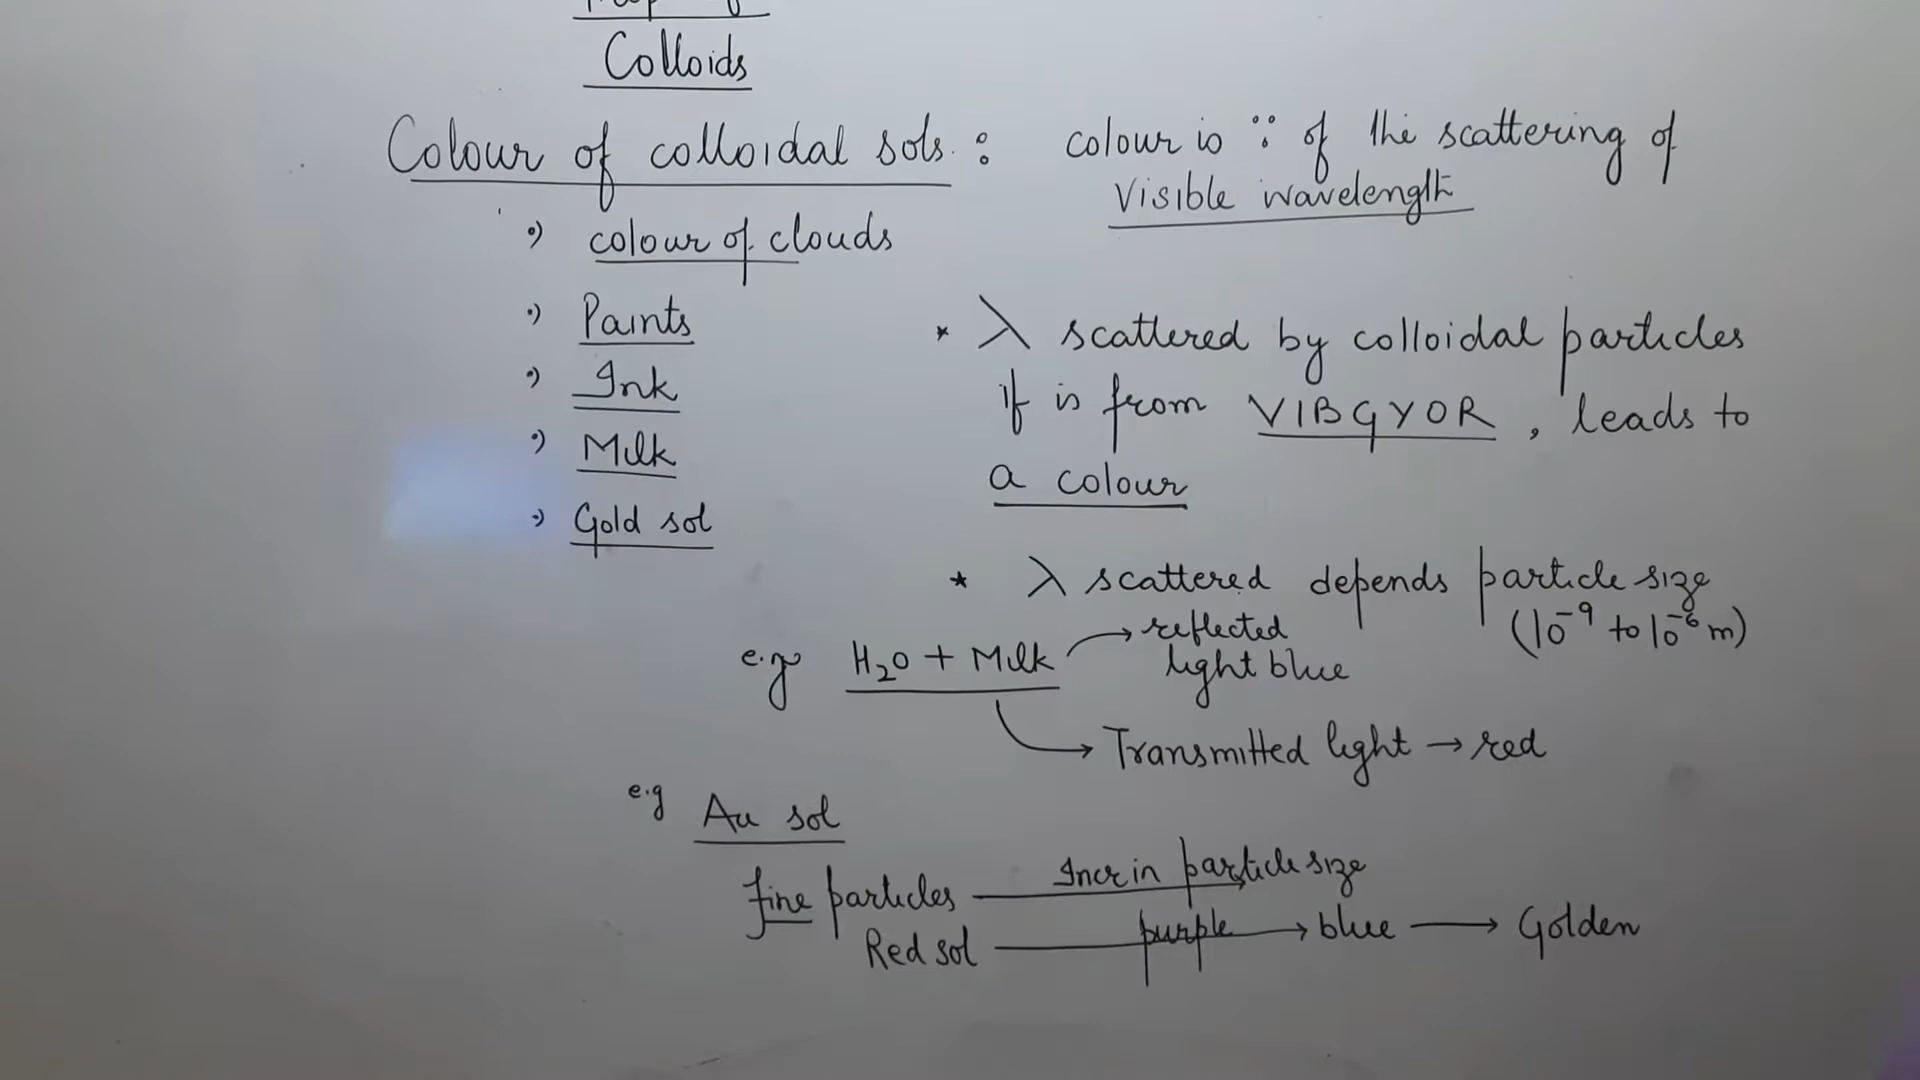 Colloids
Colour of colloidal sols : colour is ∵ of the scattering of
Visible wavelength
•) colour of clouds
•) Paints
•) Ink
•) Milk
•) Gold sol
* λ scattered by colloidal particles
if is from VIBGYOR, leads to
a colour
* λ scattered depends particle size
(10⁻⁹ to 10⁻⁶ m)
e.g H₂O + Milk → reflected
light blue
→ Transmitted light → red
e.g Au sol
fine particles Incr in particle size →
Red sol purple → blue → Golden